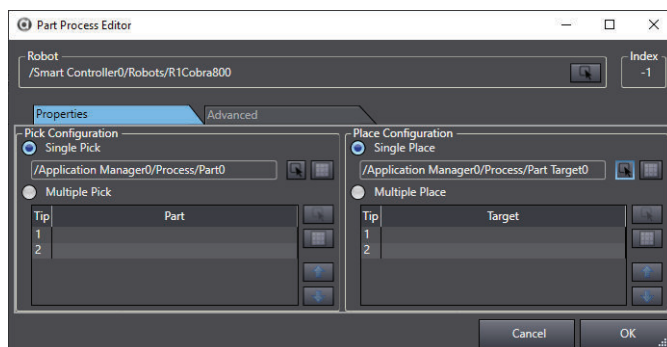 Part Process Editor
Robot
/Smart Controller0/Robots/R1Cobra800
Index
-1
Properties
Advanced
Pick Configuration
Single Pick
/Application Manager0/Process/Part0
Multiple Pick
Tip Part
1
2
Place Configuration
Single Place
/Application Manager0/Process/Part Target0
Multiple Place
Tip Target
1
2
Cancel
OK